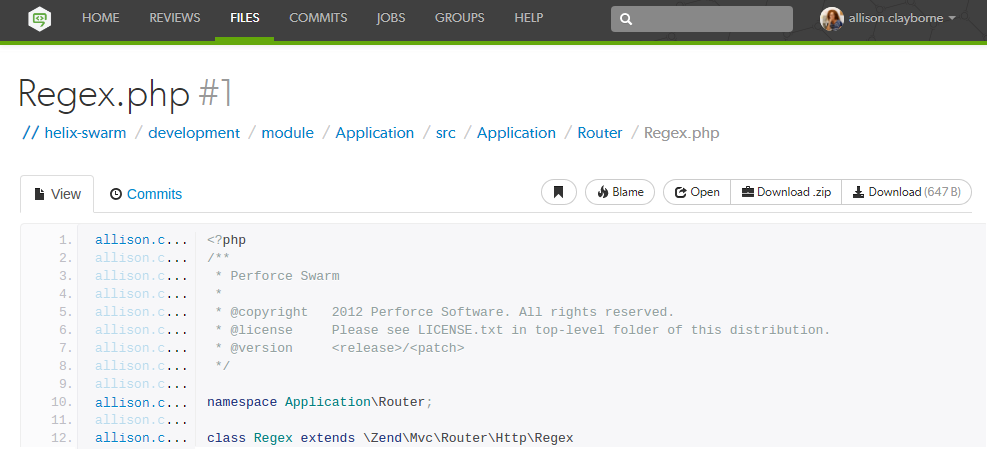 HOME REVIEWS FILES COMMITS JOBS GROUPS HELP allison.clayborne
Regex.php #1
// helix-swarm / development / module / Application / src / Application / Router / Regex.php
View Commits Blame Open Download .zip Download (647 B)
1. allison.c... <?php
2. allison.c... /**
3. allison.c... * Perforce Swarm
4. allison.c... *
5. allison.c... * @copyright 2012 Perforce Software. All rights reserved.
6. allison.c... * @license Please see LICENSE.txt in top-level folder of this distribution.
7. allison.c... * @version <release>/<patch>
8. allison.c... */
9. allison.c...
10. allison.c... namespace Application\Router;
11. allison.c...
12. allison.c... class Regex extends \Zend\Mvc\Router\Http\Regex